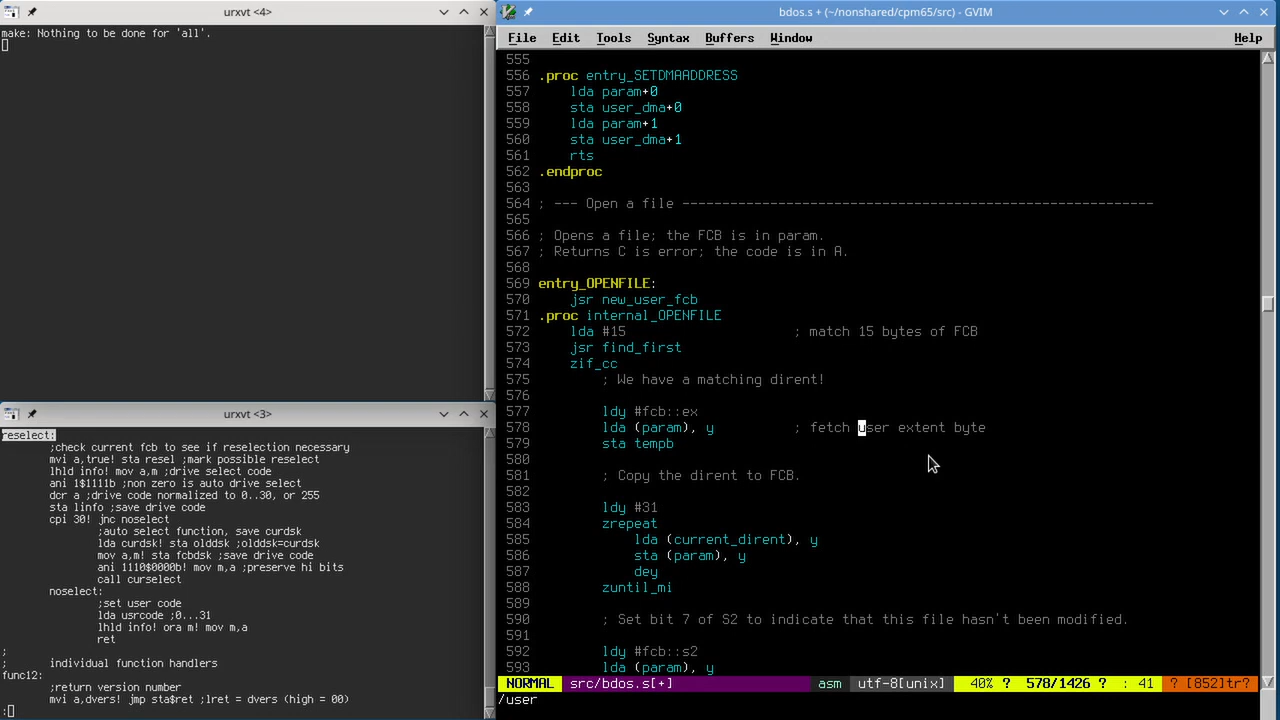 urxvt <4>
make: Nothing to be done for 'all'.
urxvt <3>
reselect:
;check current fcb to see if reselection necessary
mvi a,true! sta resel ;mark possible reselect
lhld info! mov a,m ;drive select code
ani 1$1111b ;non zero is auto drive select
dcr a ;drive code normalized to 0..30, or 255
sta linfo ;save drive code
cpi 30! jnc noselect
;auto select function, save curdsk
lda curdsk! sta olddsk ;olddsk=curdsk
mov a,m! sta fcbdsk ;save drive code
ani 1110$0000b! mov m,a ;preserve hi bits
call curselect
noselect:
;set user code
lda usrcode ;0...31
lhld info! ora m! mov m,a
ret
;
; individual function handlers
func12:
;return version number
mvi a,dvers! jmp sta$ret ;lret = dvers (high = 00)
:
bdos.s + (~/nonshared/cpm65/src) - GVIM
File Edit Tools Syntax Buffers Window Help
555
556 .proc entry_SETDMAADDRESS
557 lda param+0
558 sta user_dma+0
559 lda param+1
560 sta user_dma+1
561 rts
562 .endproc
563
564 ; --- Open a file ------------------------------------------------------------
565
566 ; Opens a file; the FCB is in param.
567 ; Returns C is error; the code is in A.
568
569 entry_OPENFILE:
570 jsr new_user_fcb
571 .proc internal_OPENFILE
572 lda #15 ; match 15 bytes of FCB
573 jsr find_first
574 zif_cc
575 ; We have a matching dirent!
576
577 ldy #fcb::ex
578 lda (param), y ; fetch user extent byte
579 sta tempb
580
581 ; Copy the dirent to FCB.
582
583 ldy #31
584 zrepeat
585 lda (current_dirent), y
586 sta (param), y
587 dey
588 zuntil_mi
589
590 ; Set bit 7 of S2 to indicate that this file hasn't been modified.
591
592 ldy #fcb::s2
593 lda (param), y
NORMAL src/bdos.s[+] asm utf-8[unix] 40% ? 578/1426 ? : 41 ? [852]tr?
/user